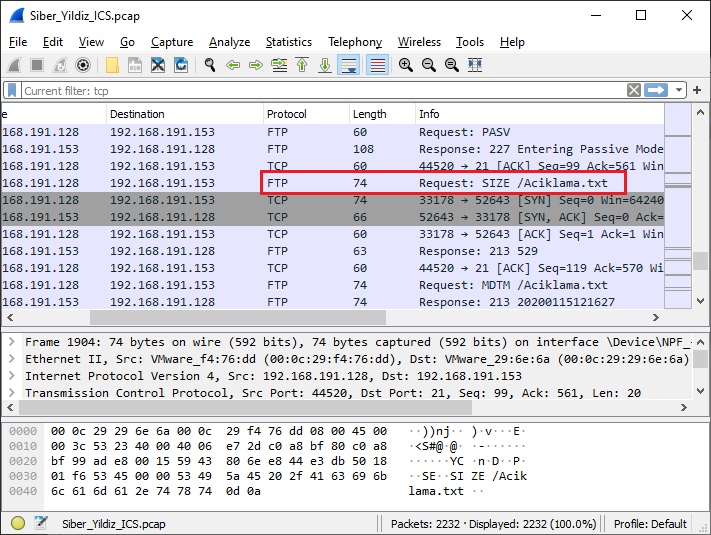 Siber_Yildiz_ICS.pcap
File Edit View Go Capture Analyze Statistics Telephony Wireless Tools Help
Current filter: tcp
e Destination Protocol Length Info
168.191.128 192.168.191.153 FTP 60 Request: PASV
168.191.153 192.168.191.128 FTP 108 Response: 227 Entering Passive Mode
168.191.128 192.168.191.153 TCP 60 44520 → 21 [ACK] Seq=99 Ack=561 Win
168.191.128 192.168.191.153 FTP 74 Request: SIZE /Aciklama.txt
168.191.128 192.168.191.153 TCP 74 33178 → 52643 [SYN] Seq=0 Win=64240
168.191.153 192.168.191.128 TCP 66 52643 → 33178 [SYN, ACK] Seq=0 Ack=
168.191.128 192.168.191.153 TCP 60 33178 → 52643 [ACK] Seq=1 Ack=1 Win
168.191.153 192.168.191.128 FTP 63 Response: 213 529
168.191.128 192.168.191.153 TCP 60 44520 → 21 [ACK] Seq=119 Ack=570 Wi
168.191.128 192.168.191.153 FTP 74 Request: MDTM /Aciklama.txt
168.191.153 192.168.191.128 FTP 74 Response: 213 20200115121627
Frame 1904: 74 bytes on wire (592 bits), 74 bytes captured (592 bits) on interface \Device\NPF_
Ethernet II, Src: VMware_f4:76:dd (00:0c:29:f4:76:dd), Dst: VMware_29:6e:6a (00:0c:29:29:6e:6a)
Internet Protocol Version 4, Src: 192.168.191.128, Dst: 192.168.191.153
Transmission Control Protocol, Src Port: 44520, Dst Port: 21, Seq: 99, Ack: 561, Len: 20
0000 00 0c 29 29 6e 6a 00 0c 29 f4 76 dd 08 00 45 00 ··))nj·· )·v···E·
0010 00 3c 53 23 40 00 40 06 e7 2d c0 a8 bf 80 c0 a8 ·<S#@·@· ·-······
0020 bf 99 ad e8 00 15 59 43 80 6e e8 44 e3 db 50 18 ······YC ·n·D··P·
0030 01 f6 53 45 00 00 53 49 5a 45 20 2f 41 63 69 6b ··SE··SI ZE /Acik
0040 6c 61 6d 61 2e 74 78 74 0d 0a lama.txt ··
Siber_Yildiz_ICS.pcap Packets: 2232 · Displayed: 2232 (100.0%) Profile: Default